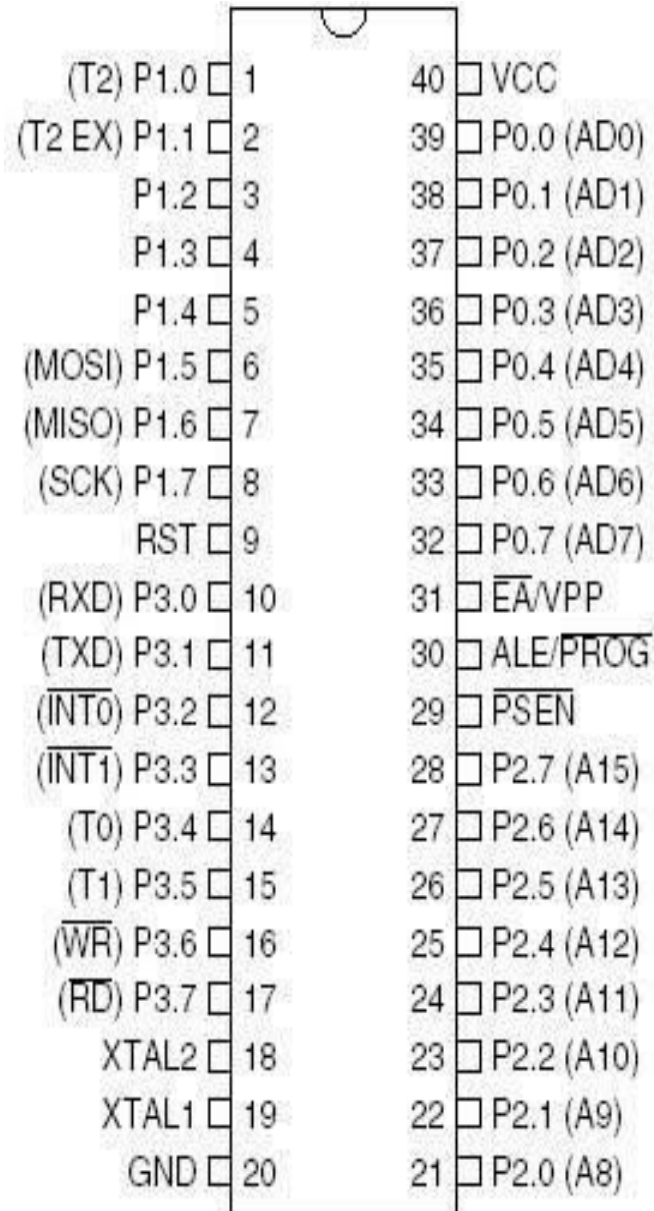 (T2) P1.0 1 40 VCC
(T2 EX) P1.1 2 39 P0.0 (AD0)
P1.2 3 38 P0.1 (AD1)
P1.3 4 37 P0.2 (AD2)
P1.4 5 36 P0.3 (AD3)
(MOSI) P1.5 6 35 P0.4 (AD4)
(MISO) P1.6 7 34 P0.5 (AD5)
(SCK) P1.7 8 33 P0.6 (AD6)
RST 9 32 P0.7 (AD7)
(RXD) P3.0 10 31 E̅A̅/VPP
(TXD) P3.1 11 30 ALE/P̅R̅O̅G̅
(I̅N̅T̅0̅) P3.2 12 29 P̅S̅E̅N̅
(I̅N̅T̅1̅) P3.3 13 28 P2.7 (A15)
(T0) P3.4 14 27 P2.6 (A14)
(T1) P3.5 15 26 P2.5 (A13)
(W̅R̅) P3.6 16 25 P2.4 (A12)
(R̅D̅) P3.7 17 24 P2.3 (A11)
XTAL2 18 23 P2.2 (A10)
XTAL1 19 22 P2.1 (A9)
GND 20 21 P2.0 (A8)